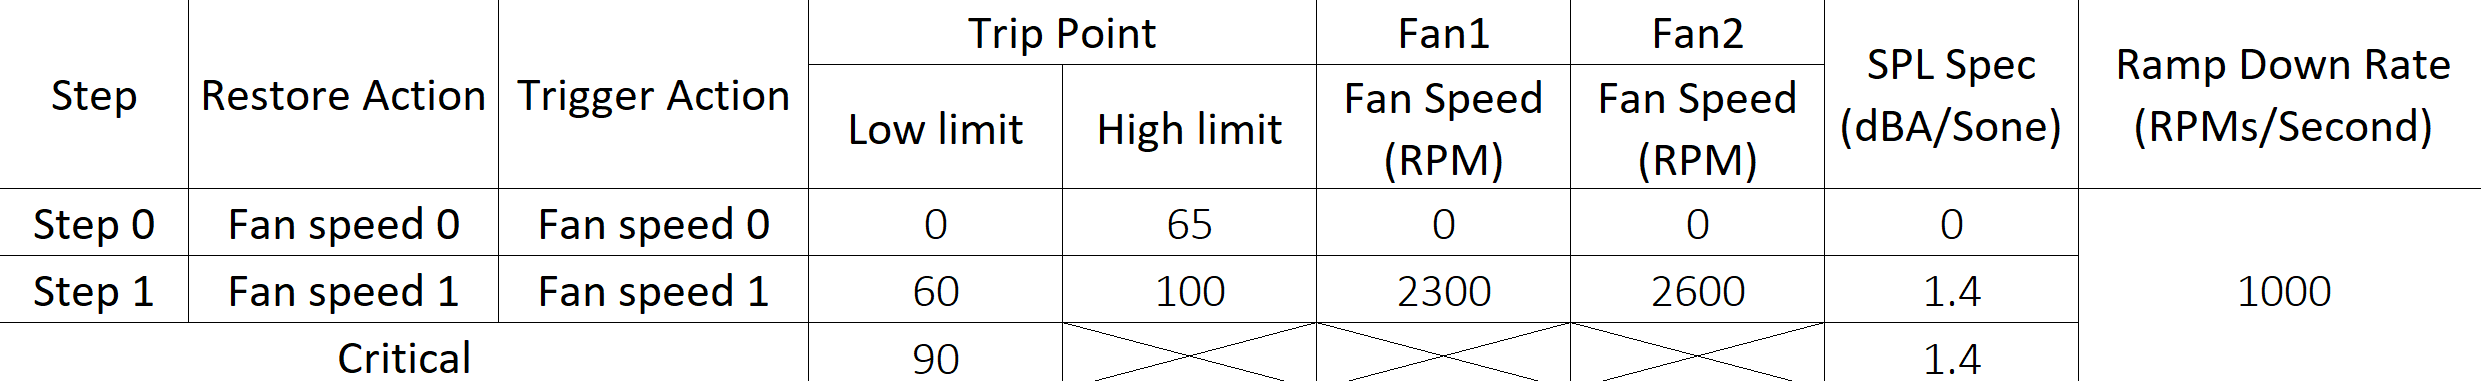 Step Restore Action Trigger Action Trip Point Fan1 Fan2 SPL Spec (dBA/Sone) Ramp Down Rate (RPMs/Second)
Low limit High limit Fan Speed (RPM) Fan Speed (RPM)
Step 0 Fan speed 0 Fan speed 0 0 65 0 0 0
Step 1 Fan speed 1 Fan speed 1 60 100 2300 2600 1.4 1000
Critical 90 1.4